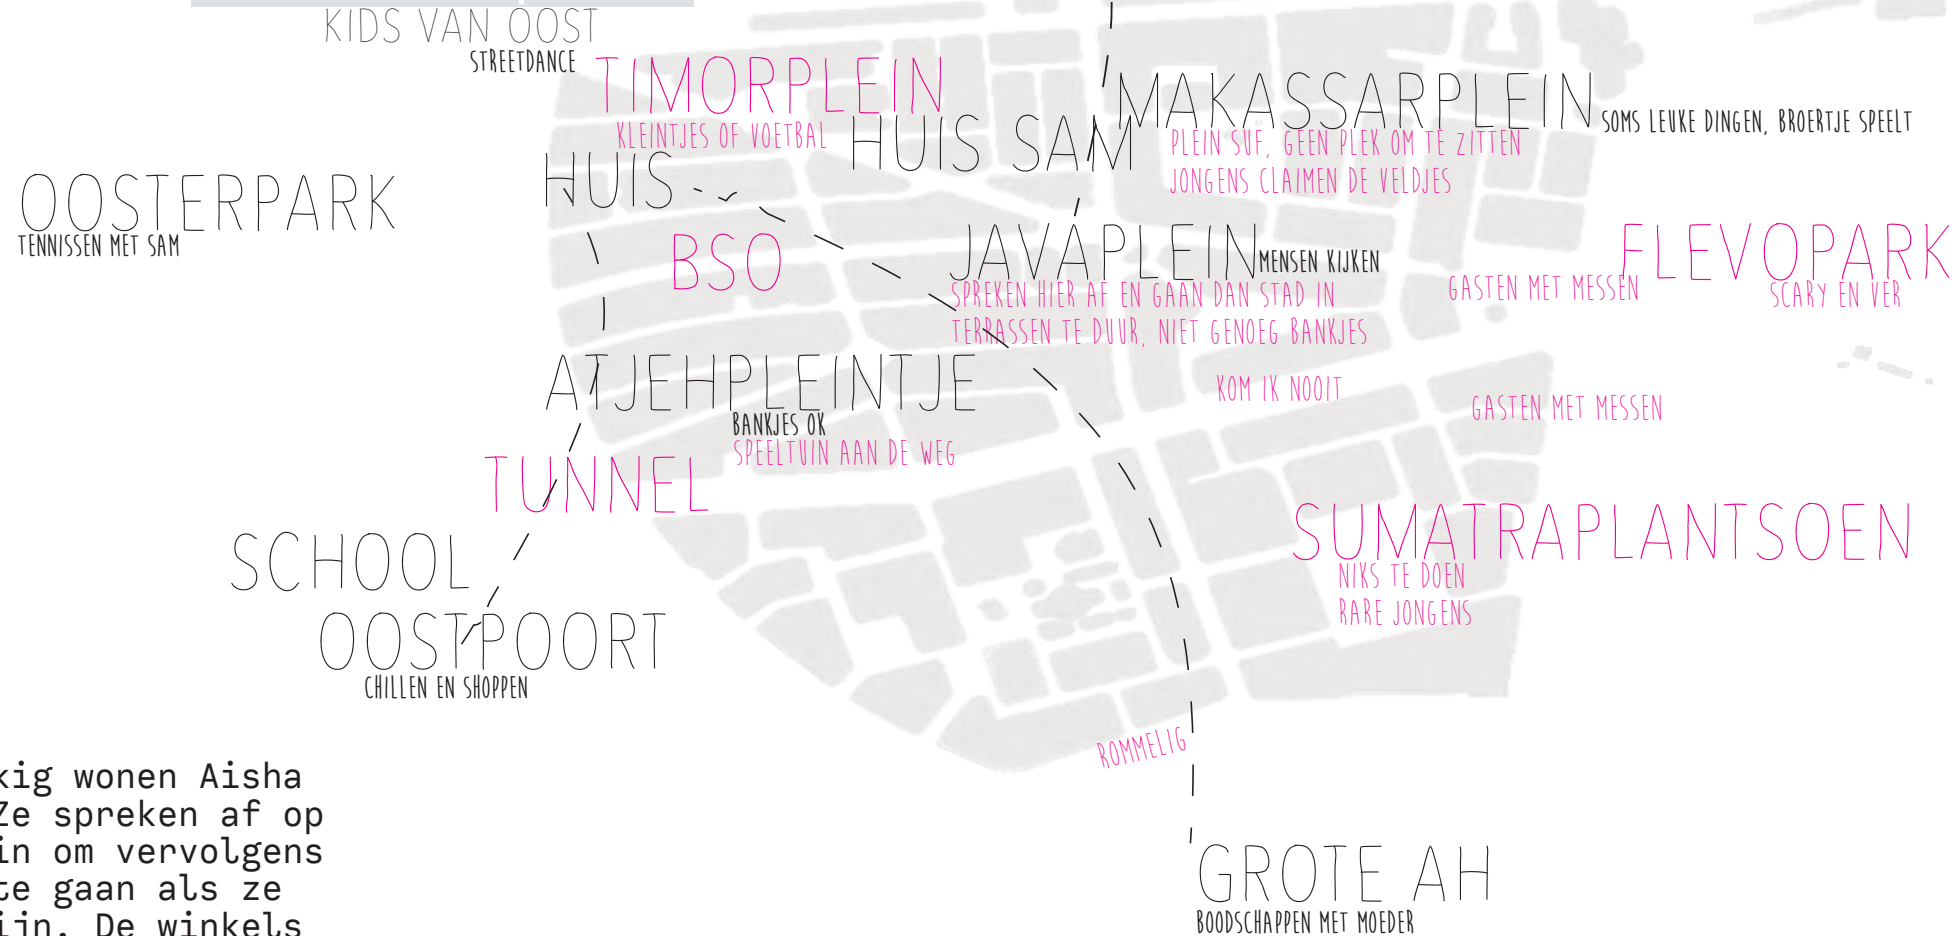 KIDS VAN OOST
STREETDANCE
TIMORPLEIN
KLEINTJES OF VOETBAL
HUIS SAM
MAKASSARPLEIN
SOMS LEUKE DINGEN, BROERTJE SPEELT
PLEIN SUF, GEEN PLEK OM TE ZITTEN
JONGENS CLAIMEN DE VELDJES
HUIS
OOSTERPARK
TENNISSEN MET SAM
BSO
JAVAPLEIN
MENSEN KIJKEN
SPREKEN HIER AF EN GAAN DAN STAD IN
TERRASSEN TE DUUR, NIET GENOEG BANKJES
FLEVOPARK
SCARY EN VER
GASTEN MET MESSEN
KOM IK NOOIT
GASTEN MET MESSEN
ATJEHPLEINTJE
BANKJES OK
SPEELTUIN AAN DE WEG
TUNNEL
SUMATRAPLANTSOEN
NIKS TE DOEN
RARE JONGENS
SCHOOL
OOSTPOORT
CHILLEN EN SHOPPEN
ROMMELIG
GROTE AH
BOODSCHAPPEN MET MOEDER
kig wonen Aisha
Ze spreken af op
in om vervolgens
te gaan als ze
ijn. De winkels